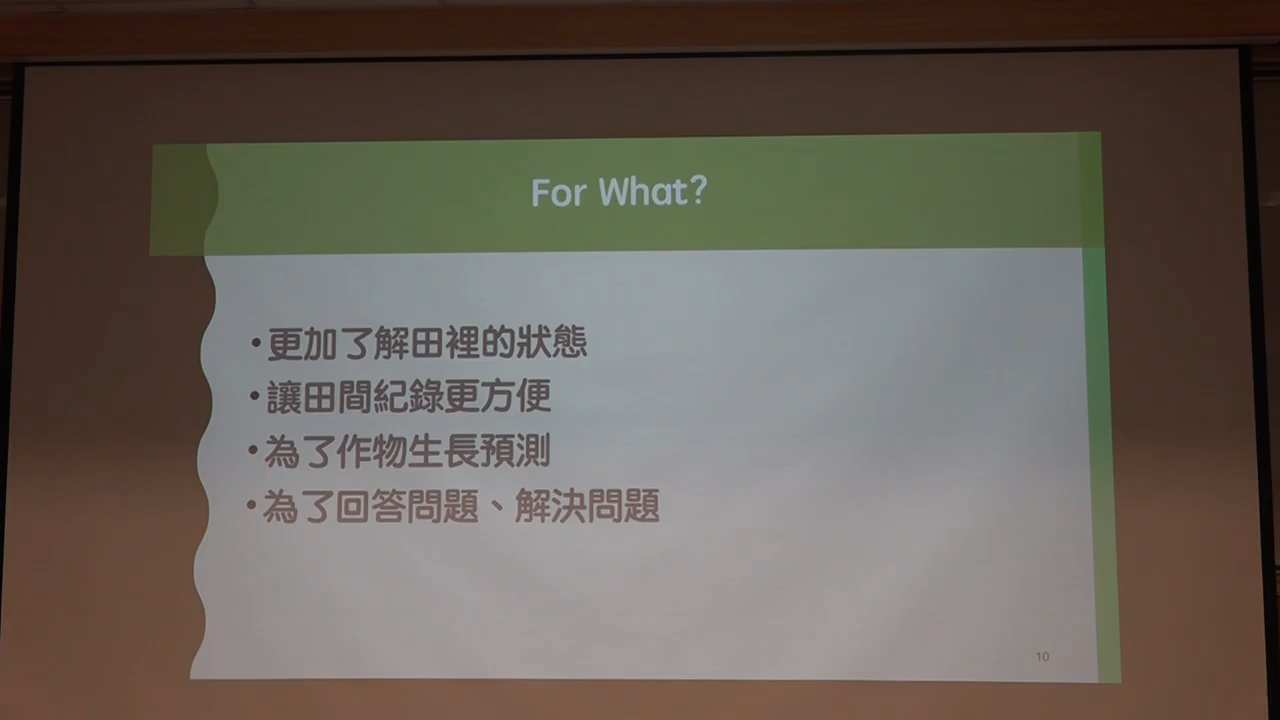 For What?
•更加了解田裡的狀態
•讓田間紀錄更方便
•為了作物生長預測
•為了回答問題、解決問題
10